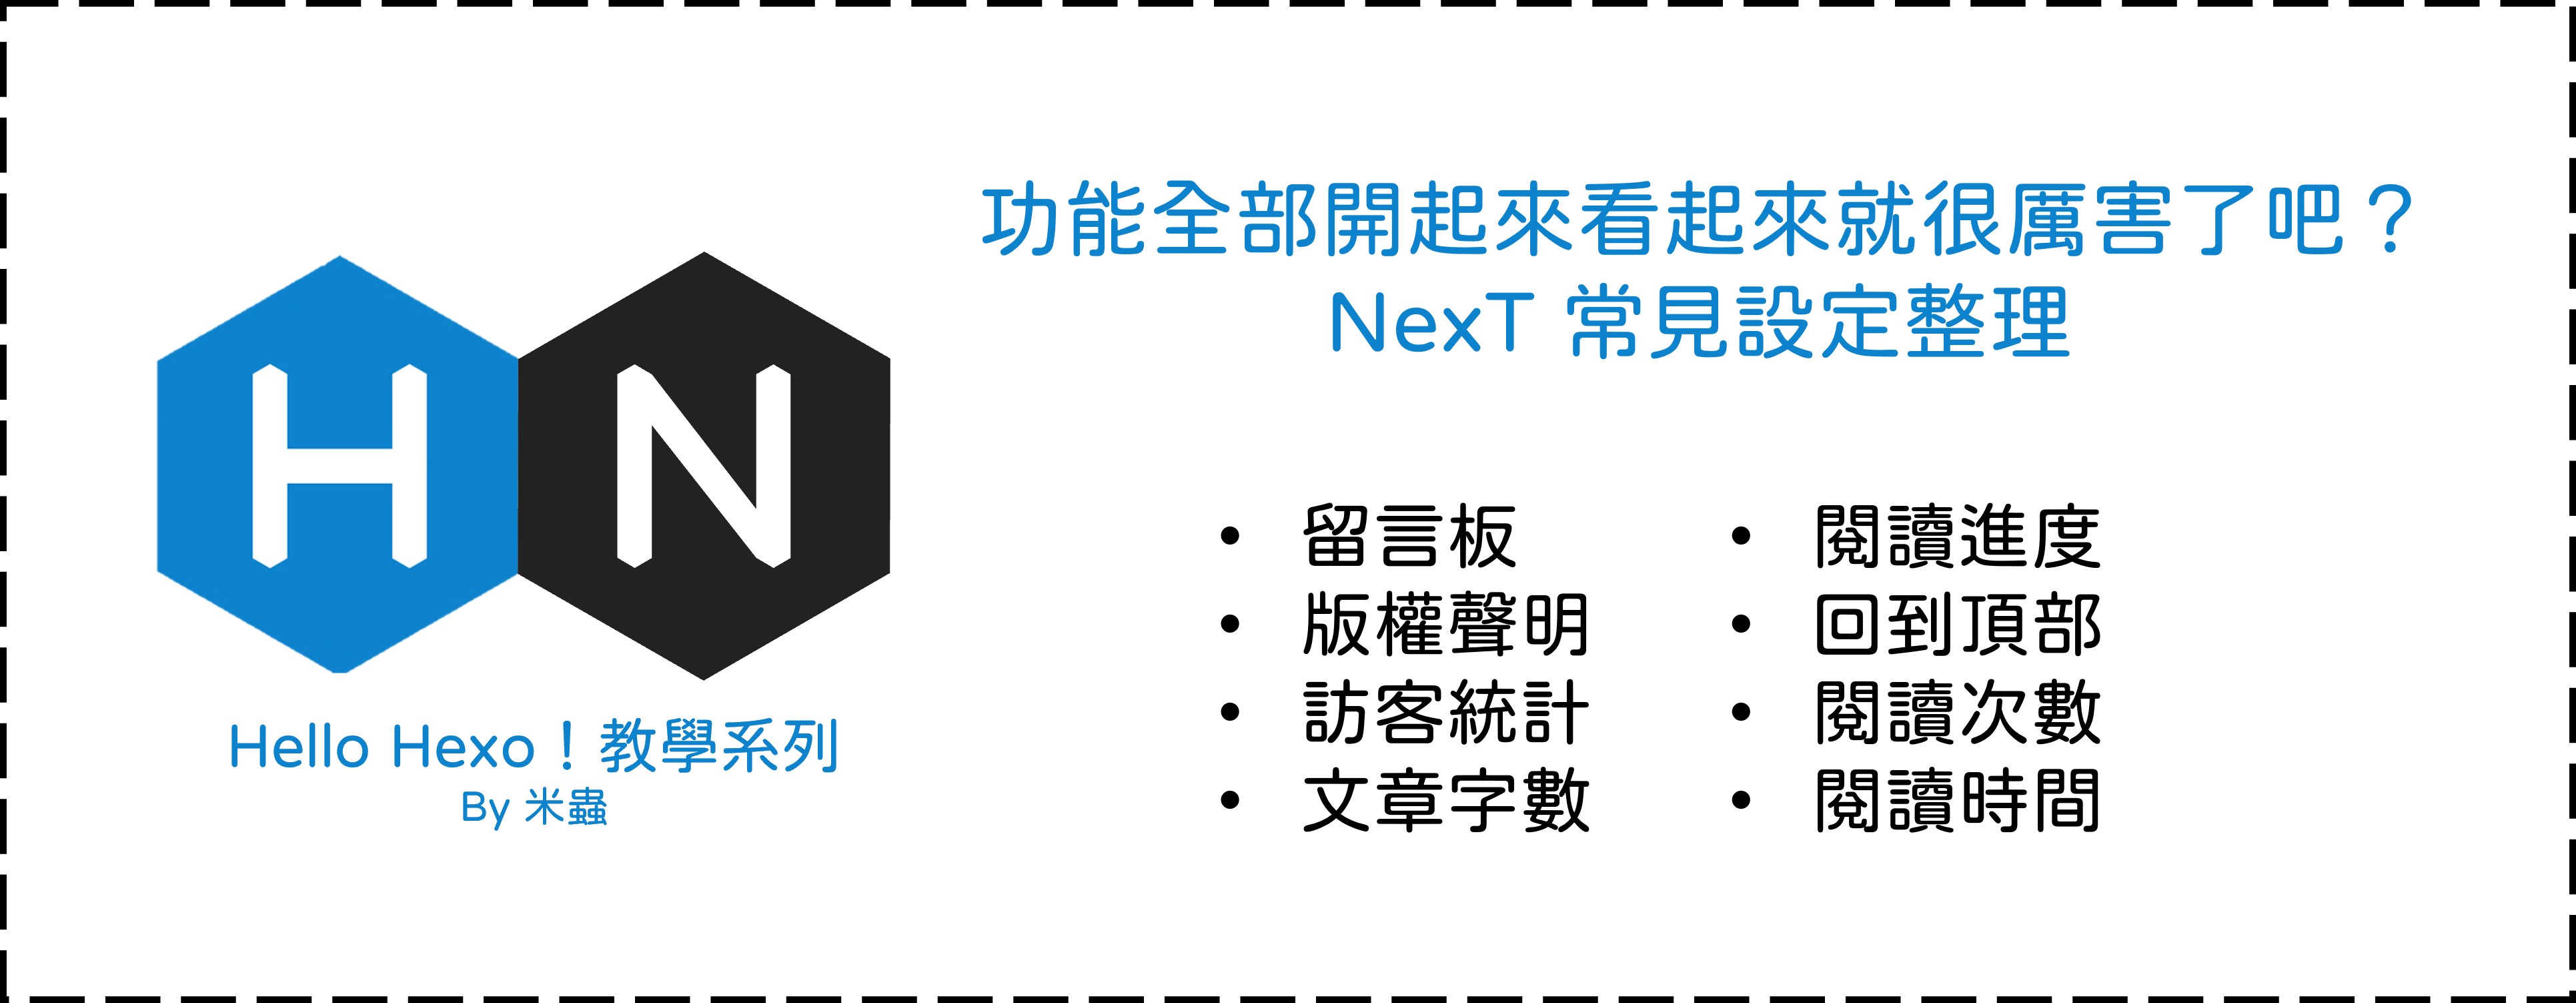 功能全部開起來看起來就很厲害了吧？
NexT 常見設定整理
H N
Hello Hexo！教學系列
By 米蟲
• 留言板
• 版權聲明
• 訪客統計
• 文章字數
• 閱讀進度
• 回到頂部
• 閱讀次數
• 閱讀時間